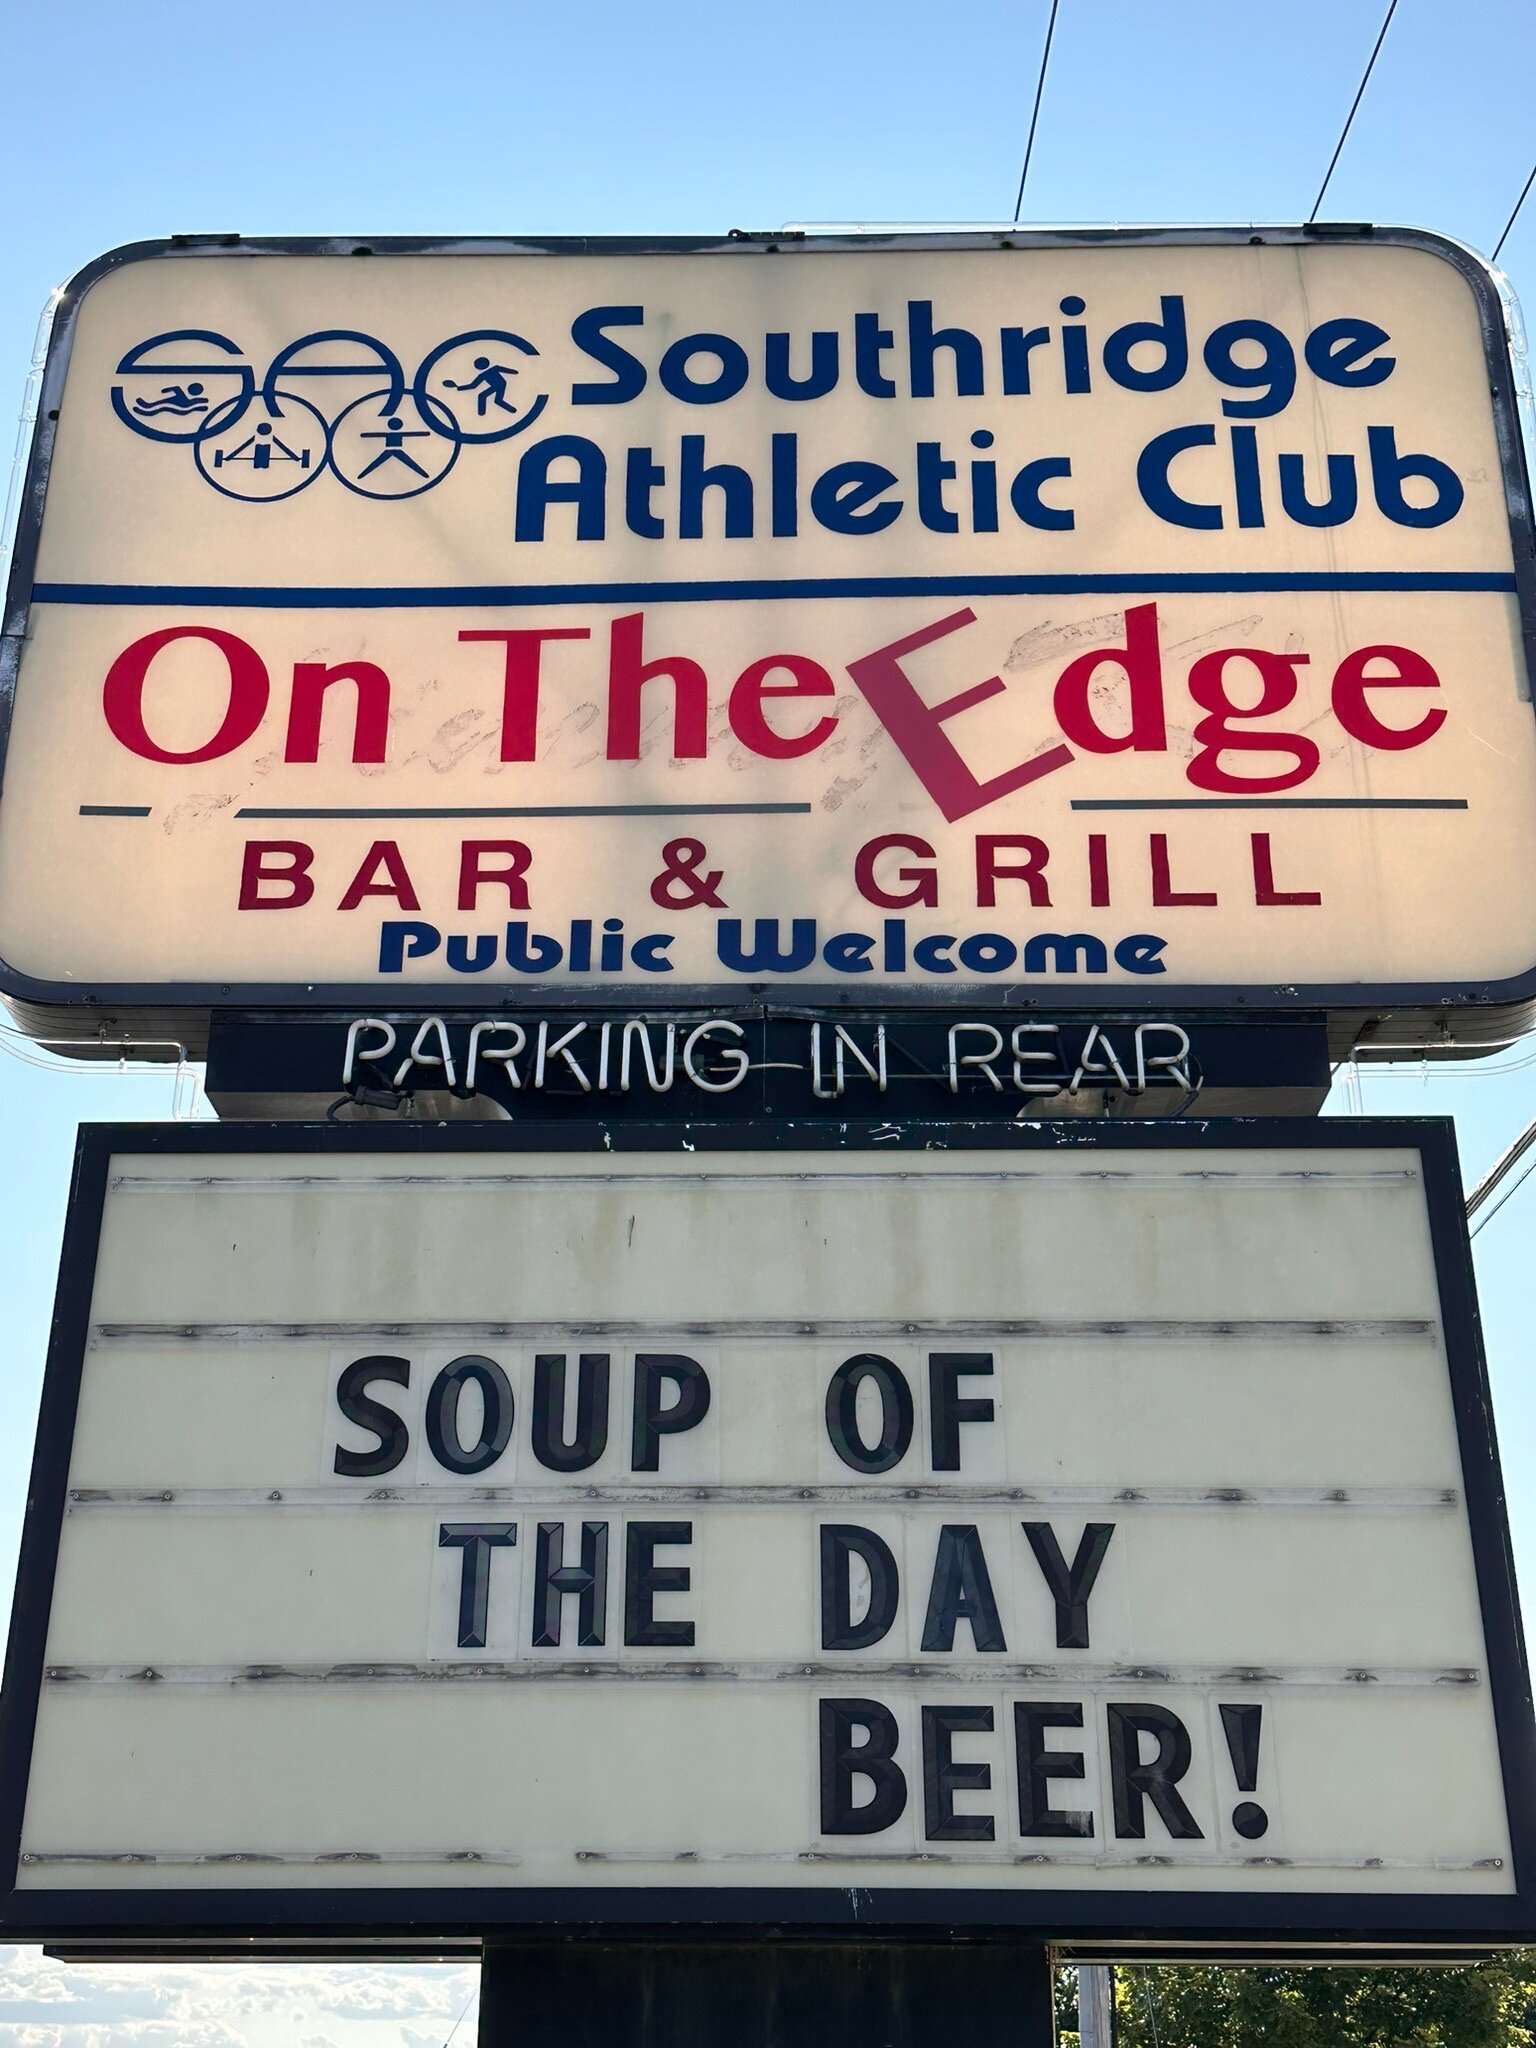 Southridge
Athletic Club
On The Edge
BAR & GRILL
Public Welcome
PARKING IN REAR
SOUP OF
THE DAY
BEER!